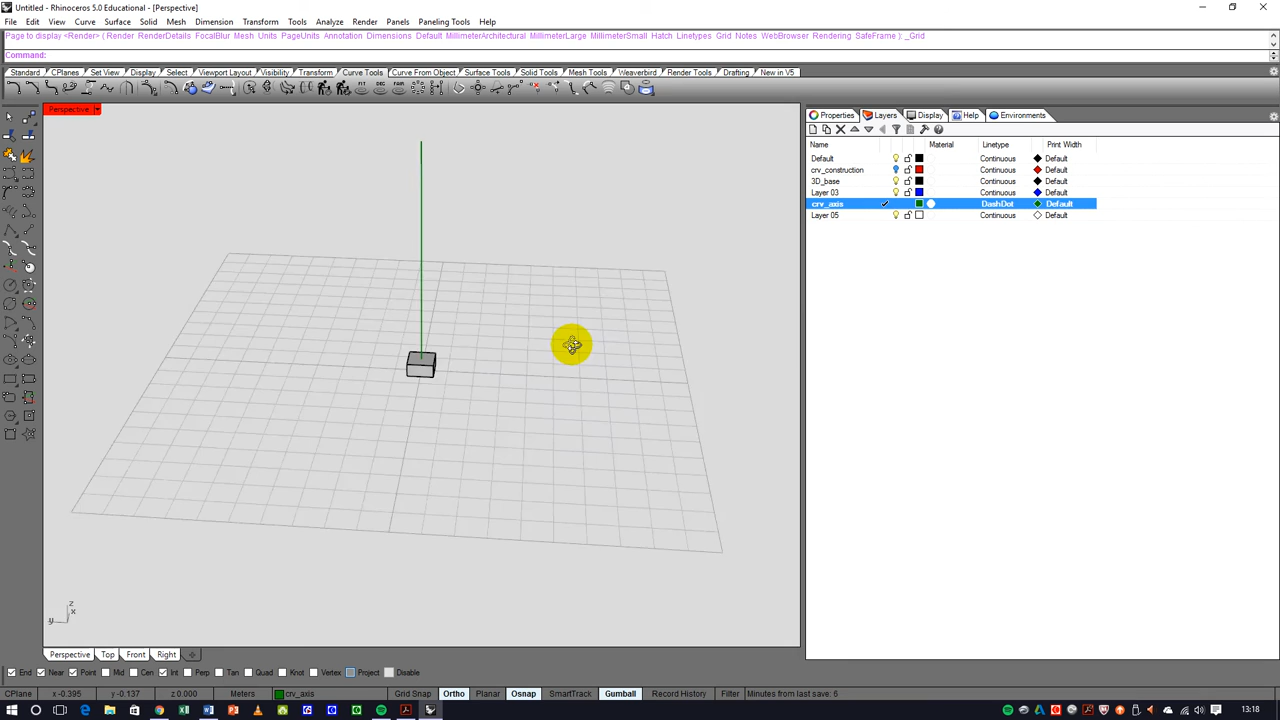 Untitled - Rhinoceros 5.0 Educational - [Perspective]
File Edit View Curve Surface Solid Mesh Dimension Transform Tools Analyze Render Panels Paneling Tools Help
Page to display <Render> ( Render RenderDetails FocalBlur Mesh Units PageUnits Annotation Dimensions Default MillimeterArchitectural MillimeterLarge MillimeterSmall Hatch Linetypes Grid Notes WebBrowser Rendering SafeFrame ): _Grid
Command:
Standard CPlanes Set View Display Select Viewport Layout Visibility Transform Curve Tools Curve From Object Surface Tools Solid Tools Mesh Tools Weaverbird Render Tools Drafting New in V5
Perspective
Properties Layers Display Help Environments
Name Material Linetype Print Width
Default Continuous Default
crv_construction Continuous Default
3D_base Continuous Default
Layer 03 Continuous Default
crv_axis DashDot Default
Layer 05 Continuous Default
z
x
y
Perspective Top Front Right
End Near Point Mid Cen Int Perp Tan Quad Knot Vertex Project Disable
CPlane x -0.395 y -0.137 z 0.000 Meters crv_axis Grid Snap Ortho Planar Osnap SmartTrack Gumball Record History Filter Minutes from last save: 6
13:18